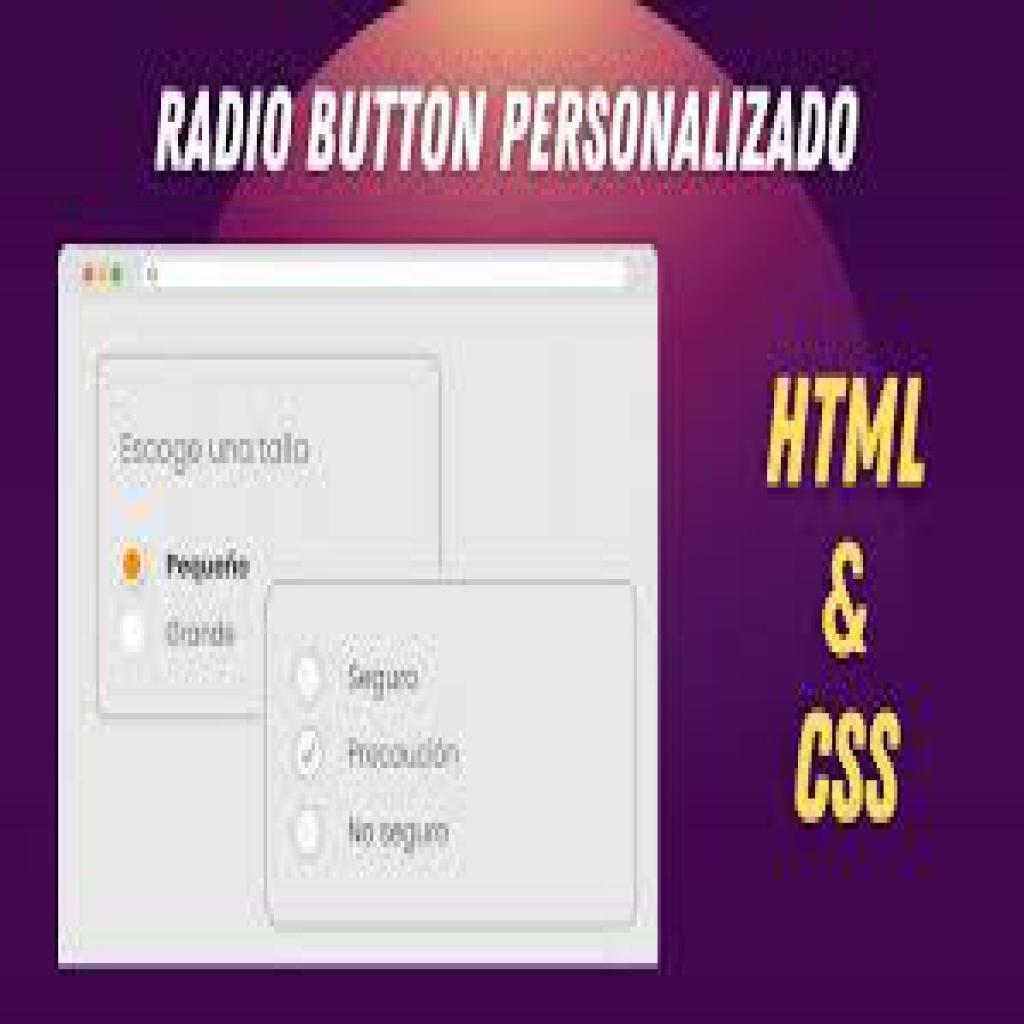 RADIO BUTTON PERSONALIZADO
Escoge una talla
Pequeño
Grande
Seguro
Precaución
No seguro
HTML
&
CSS